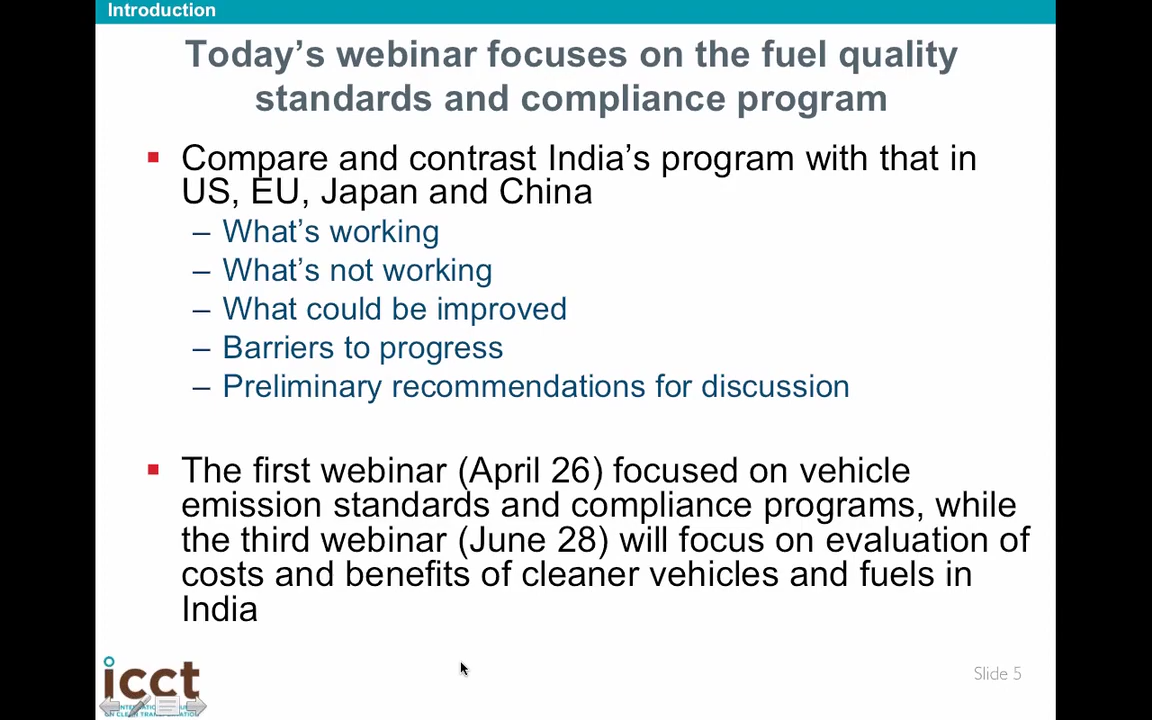 Introduction
Today’s webinar focuses on the fuel quality
standards and compliance program
Compare and contrast India’s program with that in
US, EU, Japan and China
– What’s working
– What’s not working
– What could be improved
– Barriers to progress
– Preliminary recommendations for discussion
The first webinar (April 26) focused on vehicle
emission standards and compliance programs, while
the third webinar (June 28) will focus on evaluation of
costs and benefits of cleaner vehicles and fuels in
India
icct
Slide 5